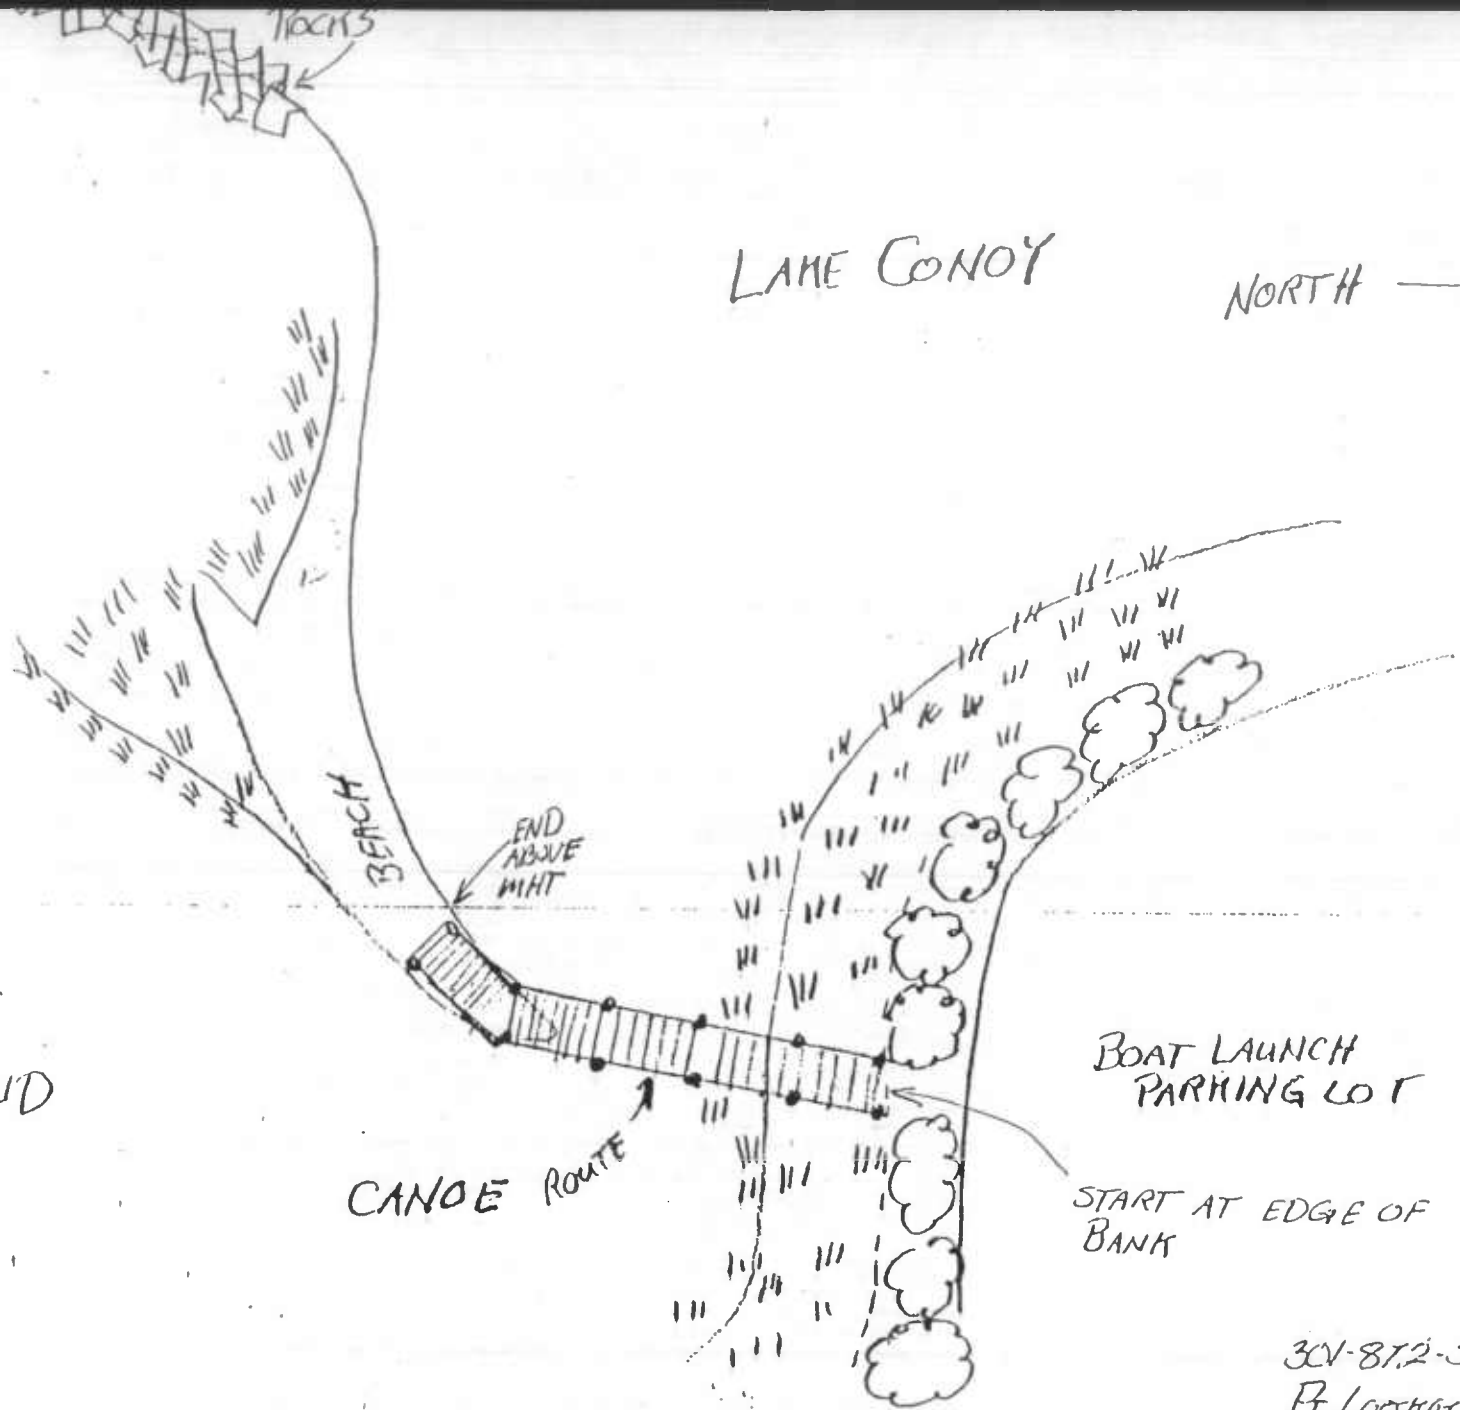 ROCKS
LAKE CONOY
NORTH
BEACH
END
ABOVE
MHT
BOAT LAUNCH
PARKING LOT
CANOE ROUTE
START AT EDGE OF
BANK